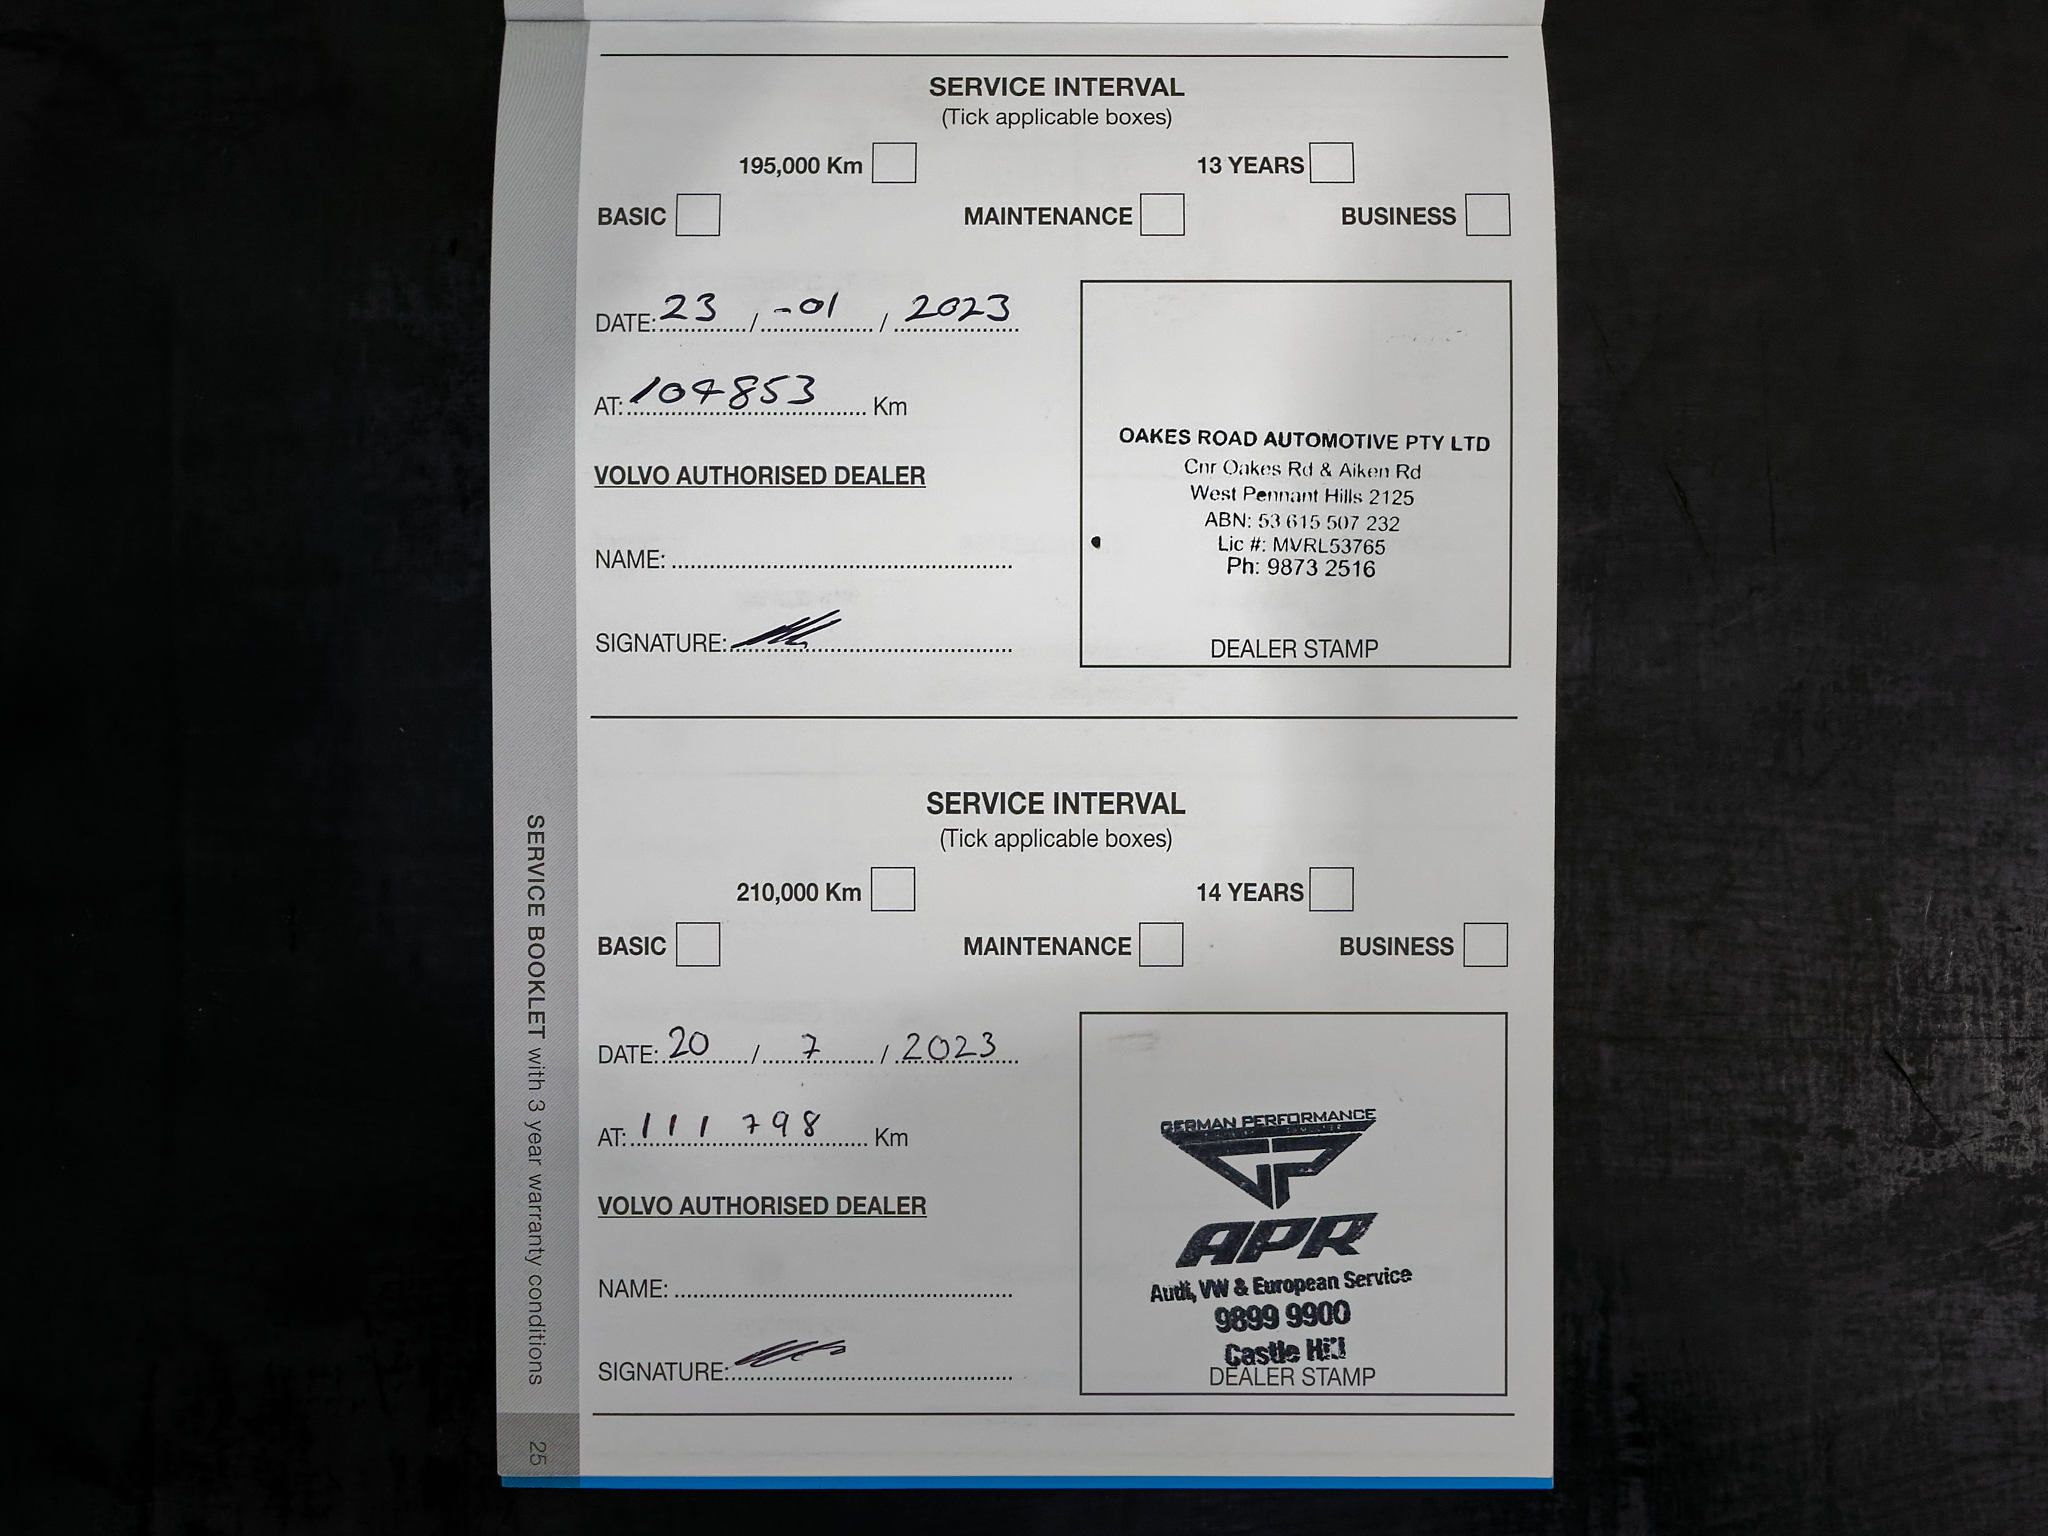 SERVICE INTERVAL
(Tick applicable boxes)
195,000 Km 13 YEARS
BASIC MAINTENANCE BUSINESS
DATE: 23 / -01 / 2023
AT: 104853 Km
VOLVO AUTHORISED DEALER
NAME:
SIGNATURE:
OAKES ROAD AUTOMOTIVE PTY LTD
Cnr Oakes Rd & Aiken Rd
West Pennant Hills 2125
ABN: 53 615 507 232
Lic #: MVRL53765
Ph: 9873 2516
DEALER STAMP
SERVICE INTERVAL
(Tick applicable boxes)
210,000 Km 14 YEARS
BASIC MAINTENANCE BUSINESS
DATE: 20 / 7 / 2023
AT: 111 798 Km
VOLVO AUTHORISED DEALER
NAME:
SIGNATURE:
GERMAN PERFORMANCE
GP
APR
Audi, VW & European Service
9899 9900
Castle Hill
DEALER STAMP
SERVICE BOOKLET with 3 year warranty conditions
25